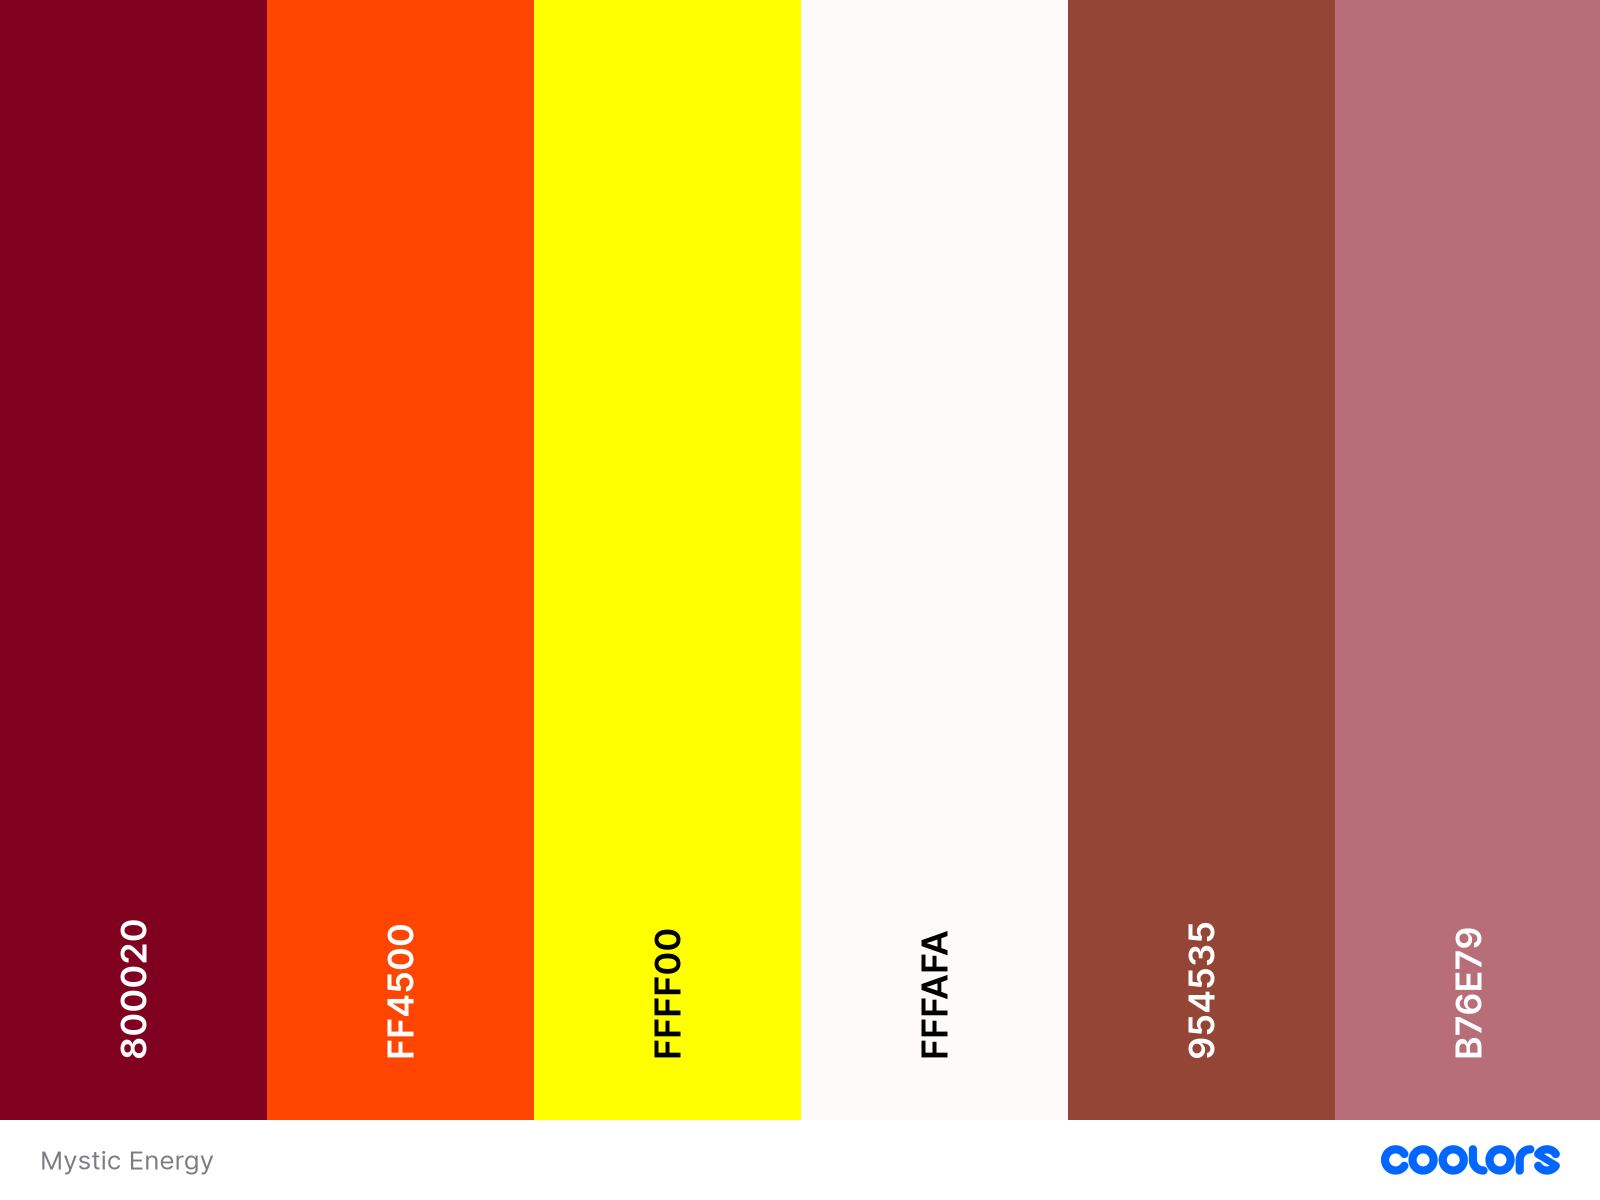 800020
FF4500
FFFF00
FFFAFA
954535
B76E79
Mystic Energy
coolors